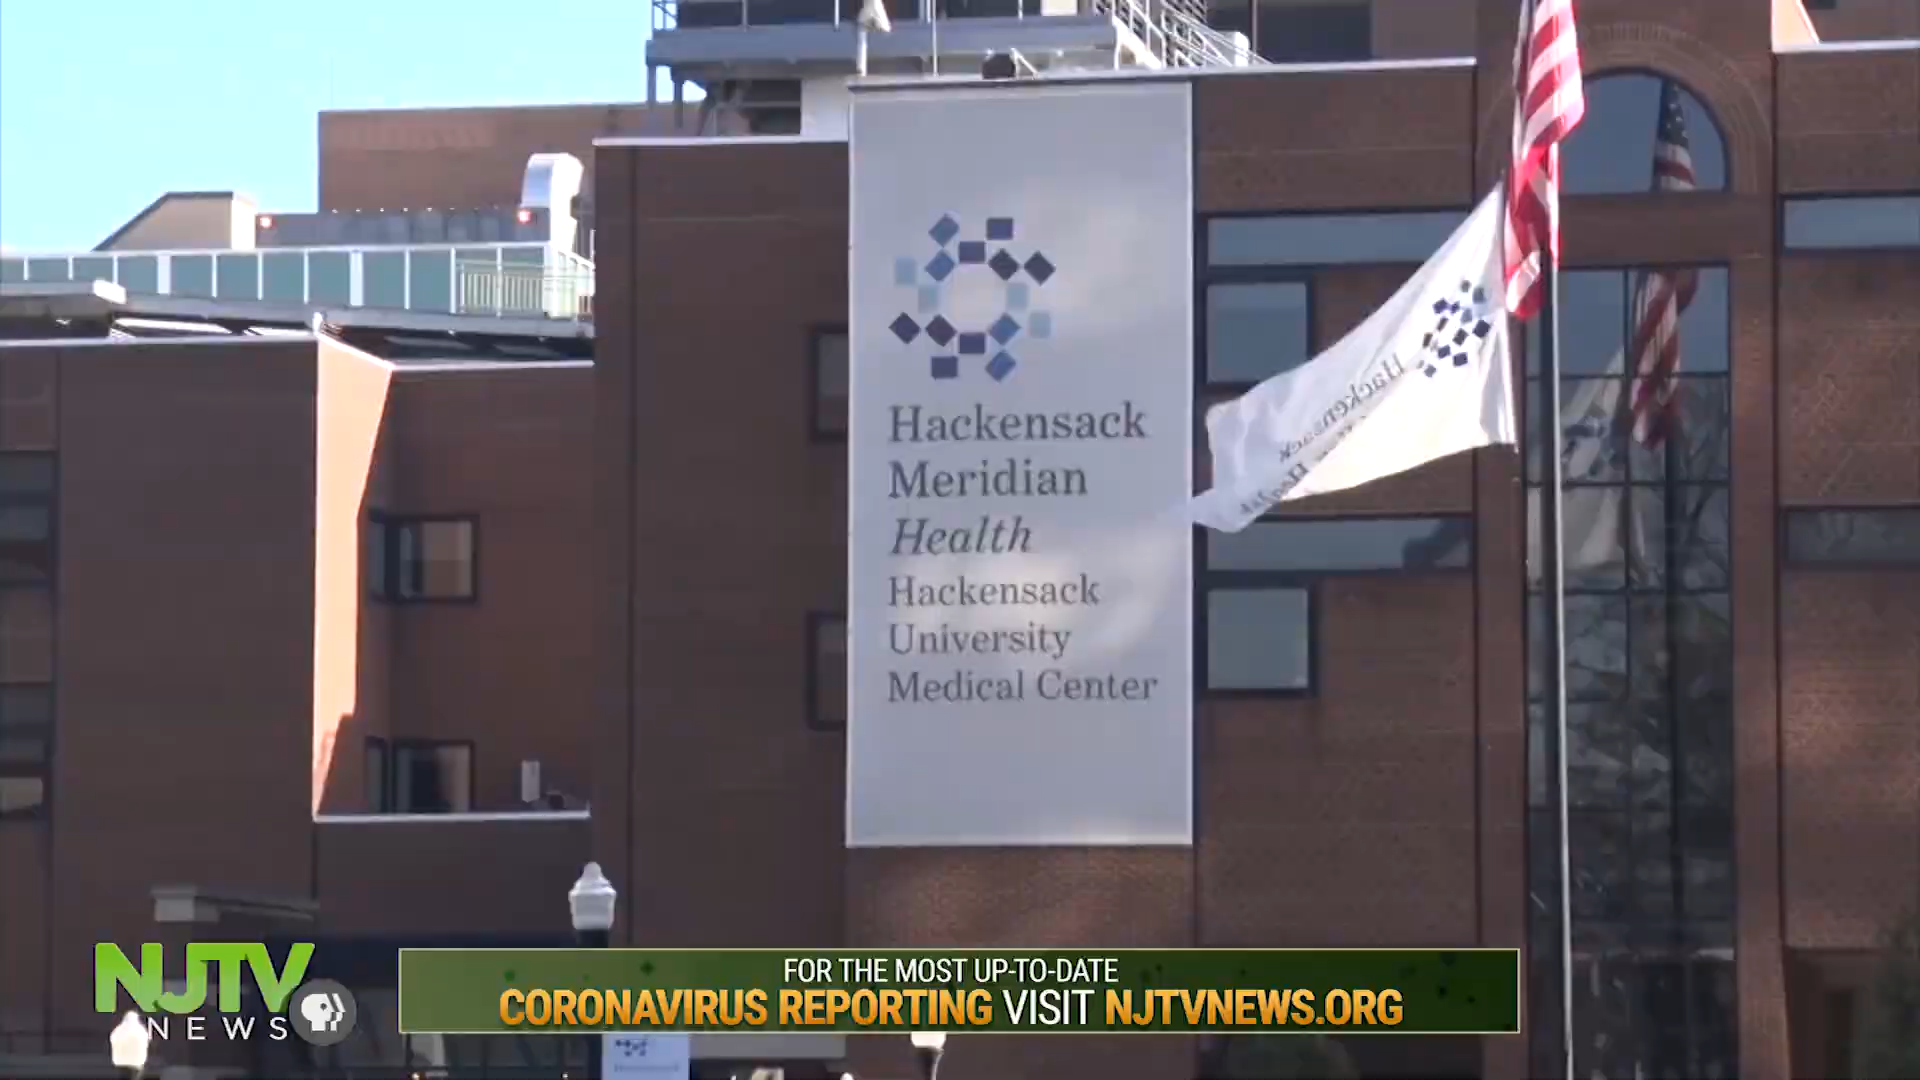 Hackensack
Meridian
Health
Hackensack
University
Medical Center
Hackensack
NJTV
NEWS
FOR THE MOST UP-TO-DATE
CORONAVIRUS REPORTING VISIT NJTVNEWS.ORG